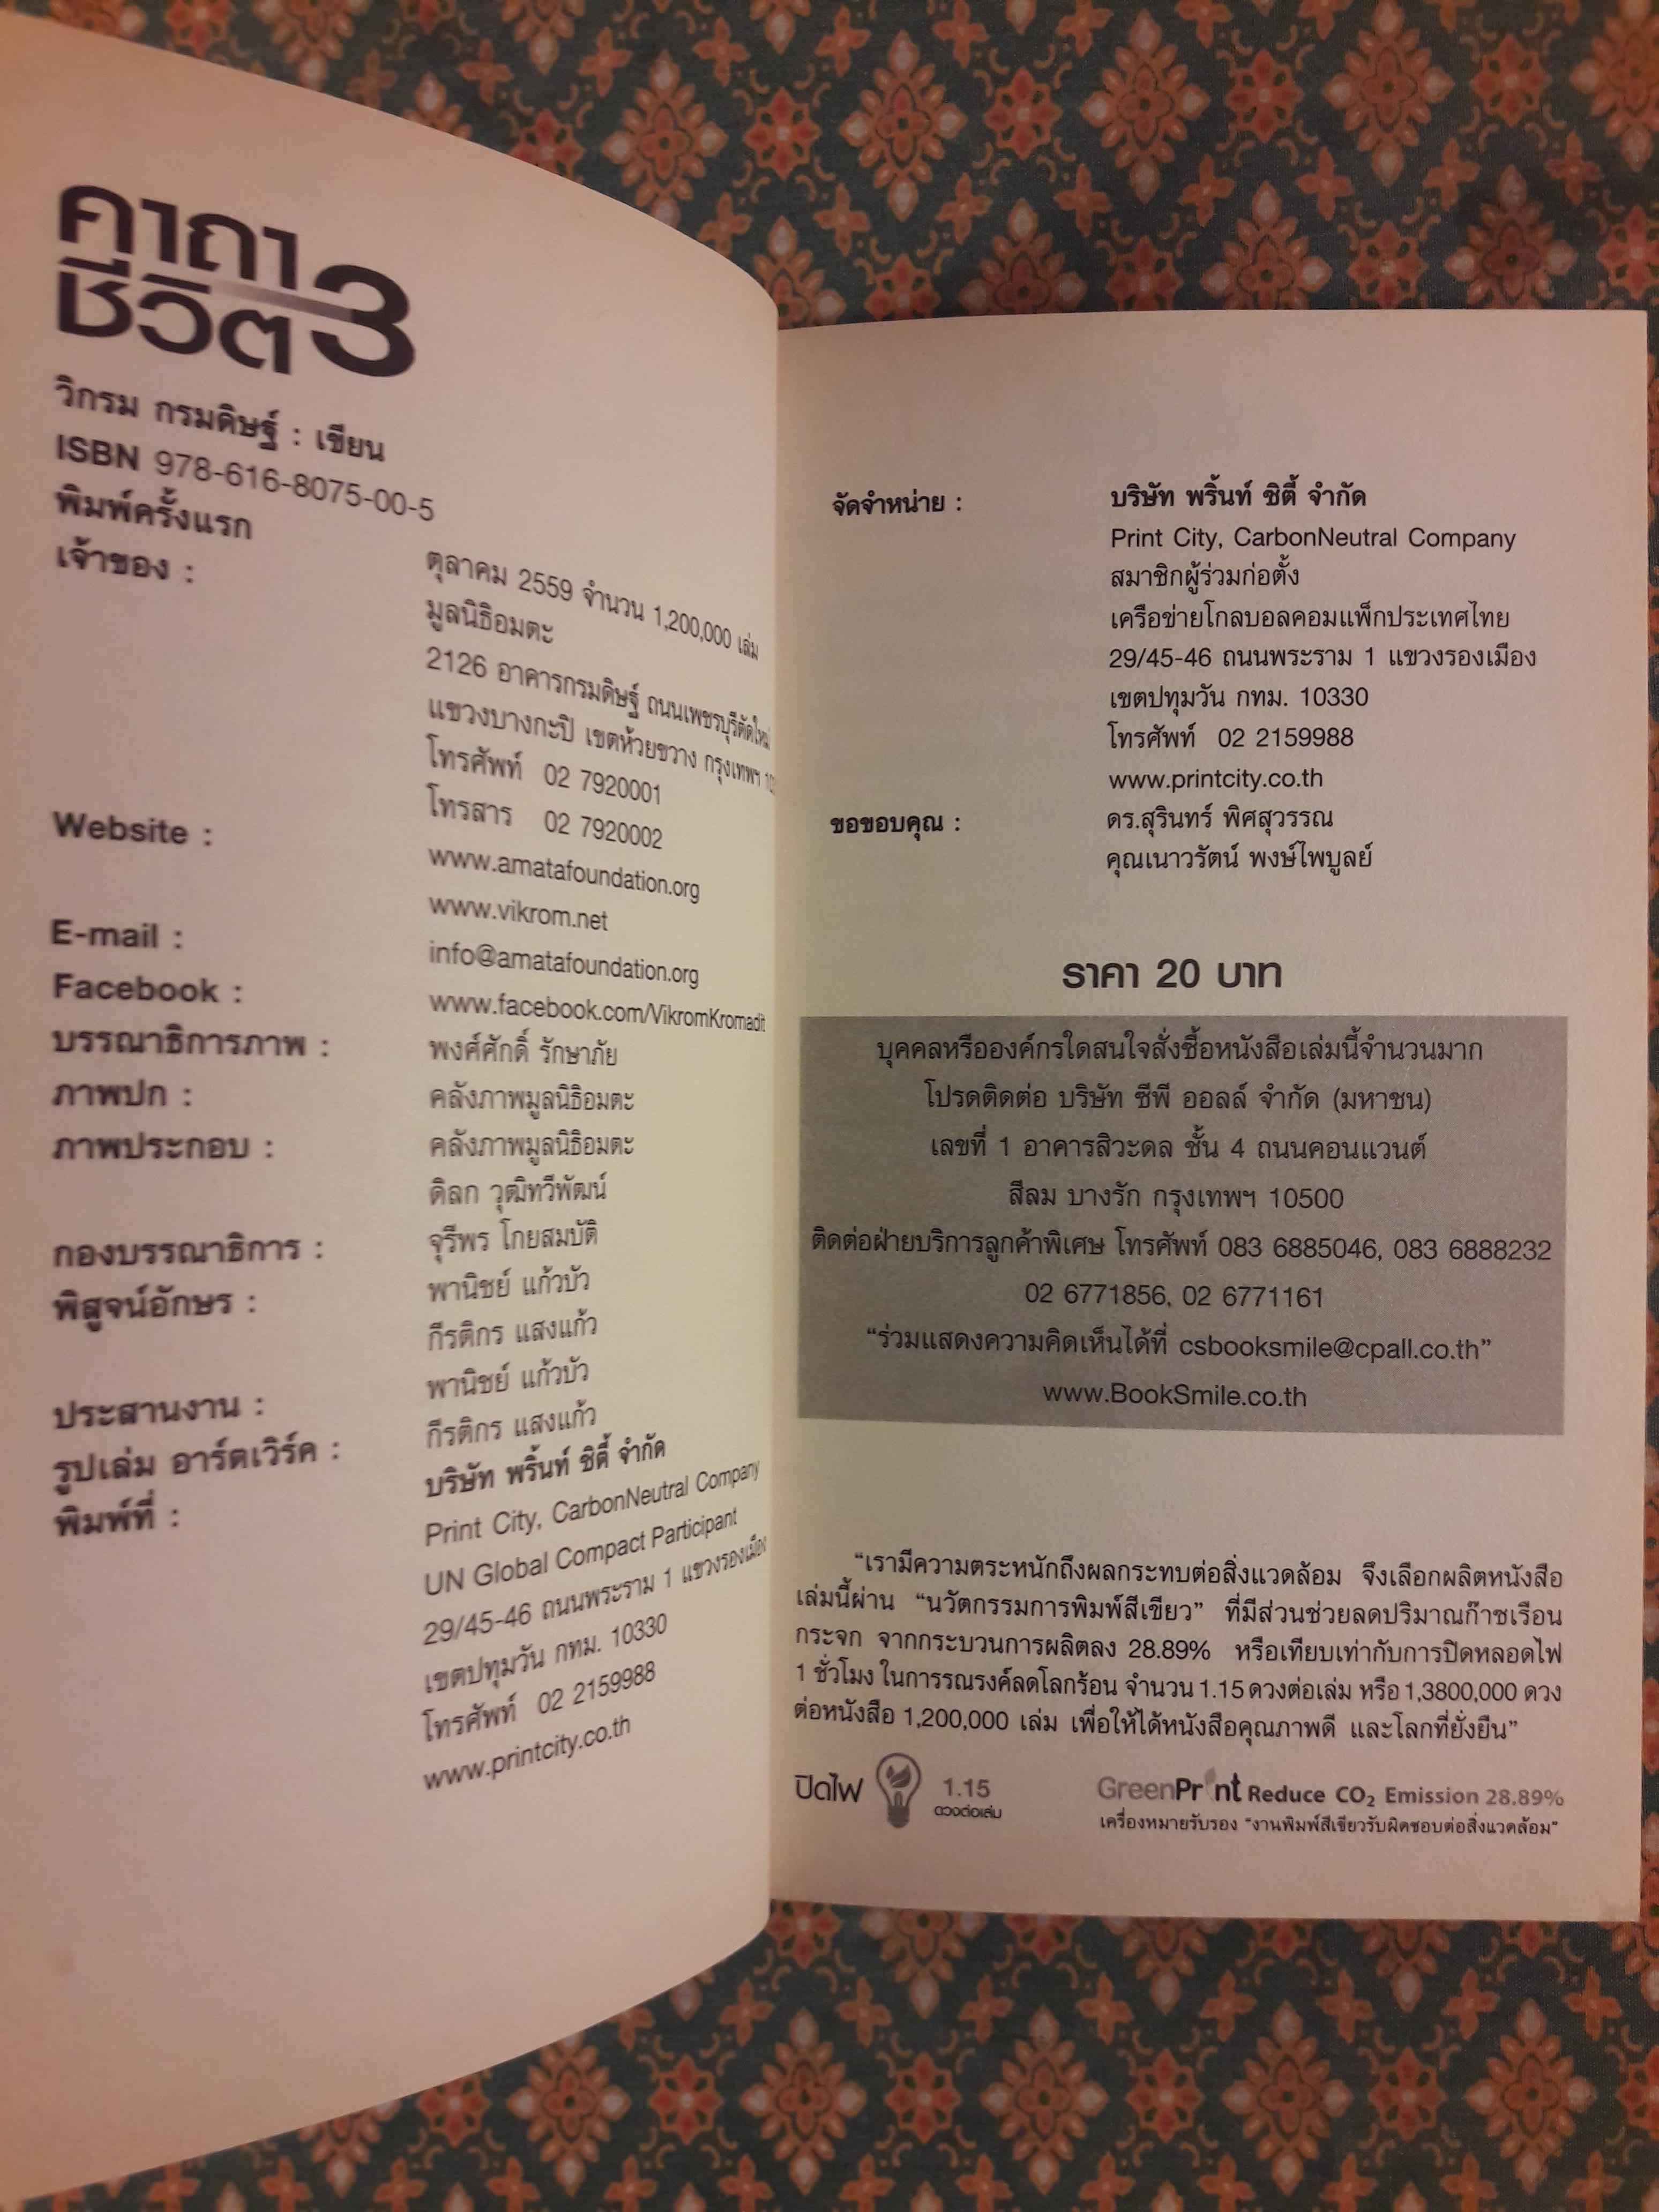 คาถา
ชีวิต 3
วิกรม กรมดิษฐ์ : เขียน
ISBN 978-616-8075-00-5
พิมพ์ครั้งแรก ตุลาคม 2559 จำนวน 1,200,000 เล่ม
เจ้าของ : มูลนิธิอมตะ
2126 อาคารกรมดิษฐ์ ถนนเพชรบุรีตัดใหม่
แขวงบางกะปิ เขตห้วยขวาง กรุงเทพฯ
โทรศัพท์ 02 7920001
โทรสาร 02 7920002
Website : www.amatafoundation.org
www.vikrom.net
E-mail : info@amatafoundation.org
Facebook : www.facebook.com/VikromKromadit
บรรณาธิการภาพ : พงศ์ศักดิ์ รักษาภัย
ภาพปก : คลังภาพมูลนิธิอมตะ
ภาพประกอบ : คลังภาพมูลนิธิอมตะ
ดิลก วุฒิทวีพัฒน์
กองบรรณาธิการ : จุรีพร โกยสมบัติ
พิสูจน์อักษร : พานิชย์ แก้วบัว
กีรติกร แสงแก้ว
ประสานงาน : พานิชย์ แก้วบัว
รูปเล่ม อาร์ตเวิร์ค : กีรติกร แสงแก้ว
พิมพ์ที่ : บริษัท พริ้นท์ ซิตี้ จำกัด
Print City, CarbonNeutral Company
UN Global Compact Participant
29/45-46 ถนนพระราม 1 แขวงรองเมือง
เขตปทุมวัน กทม. 10330
โทรศัพท์ 02 2159988
www.printcity.co.th
จัดจำหน่าย : บริษัท พริ้นท์ ซิตี้ จำกัด
Print City, CarbonNeutral Company
สมาชิกผู้ร่วมก่อตั้ง
เครือข่ายโกลบอลคอมแพ็กประเทศไทย
29/45-46 ถนนพระราม 1 แขวงรองเมือง
เขตปทุมวัน กทม. 10330
โทรศัพท์ 02 2159988
www.printcity.co.th
ขอขอบคุณ : ดร.สุรินทร์ พิศสุวรรณ
คุณเนาวรัตน์ พงษ์ไพบูลย์
ราคา 20 บาท
บุคคลหรือองค์กรใดสนใจสั่งซื้อหนังสือเล่มนี้จำนวนมาก
โปรดติดต่อ บริษัท ซีพี ออลล์ จำกัด (มหาชน)
เลขที่ 1 อาคารสิวะดล ชั้น 4 ถนนคอนแวนต์
สีลม บางรัก กรุงเทพฯ 10500
ติดต่อฝ่ายบริการลูกค้าพิเศษ โทรศัพท์ 083 6885046, 083 6888232
02 6771856, 02 6771161
“ร่วมแสดงความคิดเห็นได้ที่ csbooksmile@cpall.co.th”
www.BookSmile.co.th
“เรามีความตระหนักถึงผลกระทบต่อสิ่งแวดล้อม จึงเลือกผลิตหนังสือ
เล่มนี้ผ่าน “นวัตกรรมการพิมพ์สีเขียว” ที่มีส่วนช่วยลดปริมาณก๊าซเรือน
กระจก จากกระบวนการผลิตลง 28.89% หรือเทียบเท่ากับการปิดหลอดไฟ
1 ชั่วโมง ในการรณรงค์ลดโลกร้อน จำนวน 1.15 ดวงต่อเล่ม หรือ 1,3800,000 ดวง
ต่อหนังสือ 1,200,000 เล่ม เพื่อให้ได้หนังสือคุณภาพดี และโลกที่ยั่งยืน”
ปิดไฟ 1.15 ดวงต่อเล่ม
GreenPrint Reduce CO₂ Emission 28.89%
เครื่องหมายรับรอง “งานพิมพ์สีเขียวรับผิดชอบต่อสิ่งแวดล้อม”